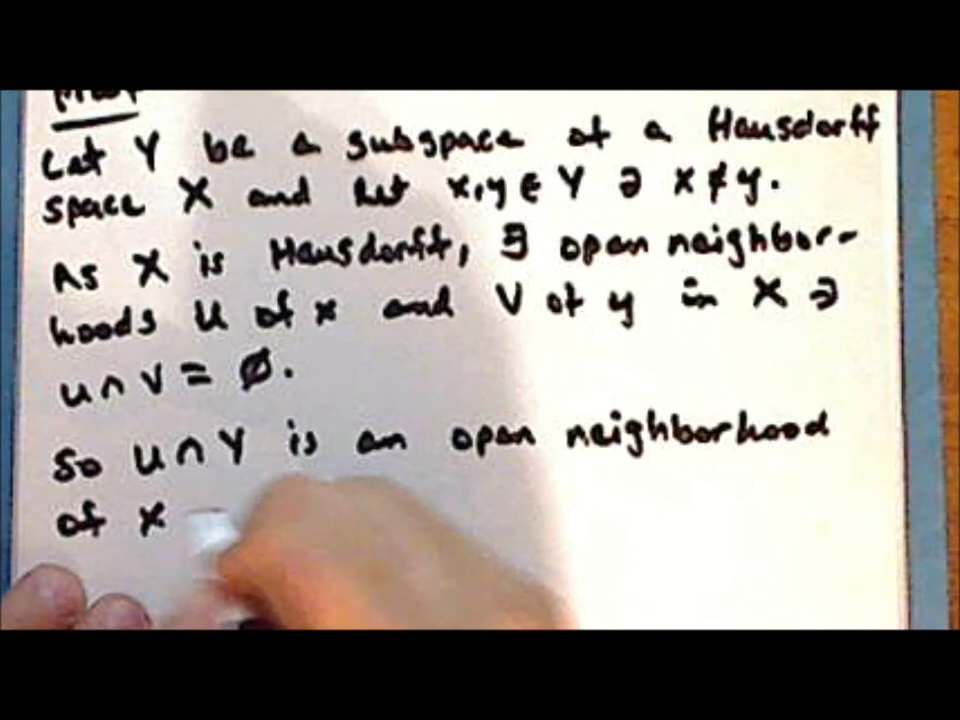 Proof
Let Y be a subspace of a Hausdorff
space X and let x, y ∈ Y ∋ x ≠ y.
As X is Hausdorff, ∃ open neighbor-
hoods U of x and V of y in X ∋
U ∩ V = Ø.
So U ∩ Y is an open neighborhood
of x